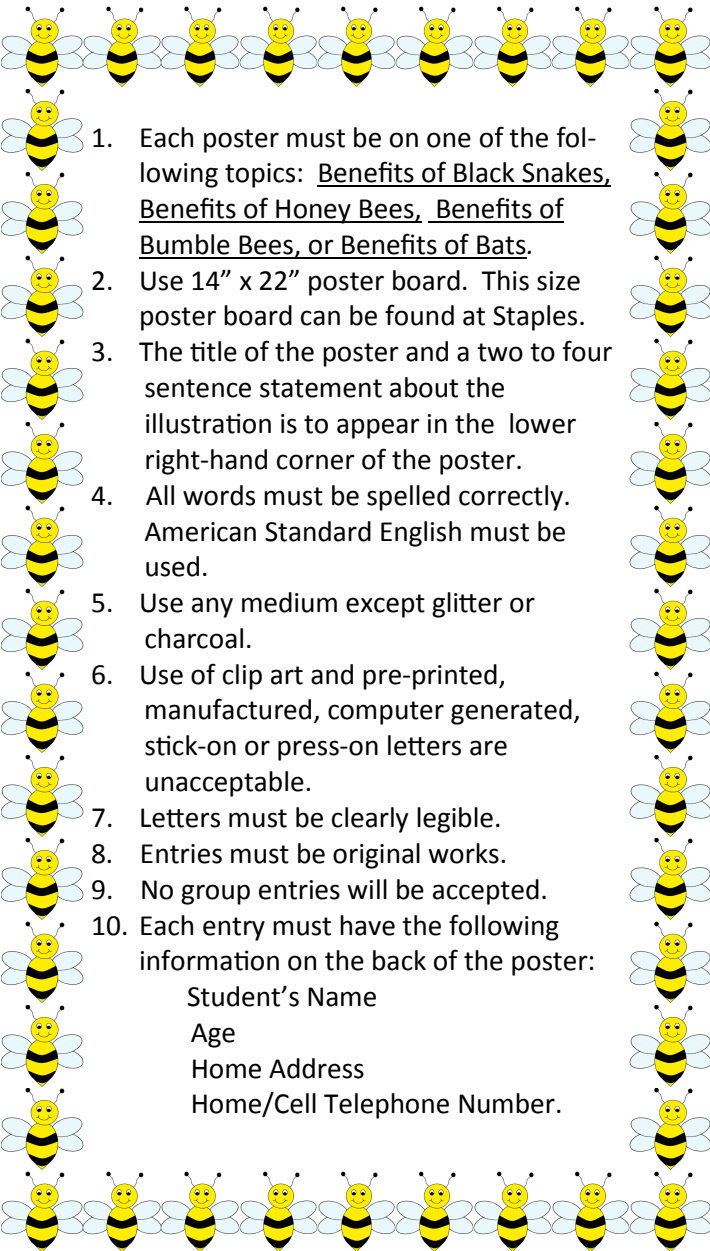 1. Each poster must be on one of the fol-
lowing topics: Benefits of Black Snakes,
Benefits of Honey Bees, Benefits of
Bumble Bees, or Benefits of Bats.
2. Use 14” x 22” poster board. This size
poster board can be found at Staples.
3. The title of the poster and a two to four
sentence statement about the
illustration is to appear in the lower
right-hand corner of the poster.
4. All words must be spelled correctly.
American Standard English must be
used.
5. Use any medium except glitter or
charcoal.
6. Use of clip art and pre-printed,
manufactured, computer generated,
stick-on or press-on letters are
unacceptable.
7. Letters must be clearly legible.
8. Entries must be original works.
9. No group entries will be accepted.
10. Each entry must have the following
information on the back of the poster:
Student’s Name
Age
Home Address
Home/Cell Telephone Number.